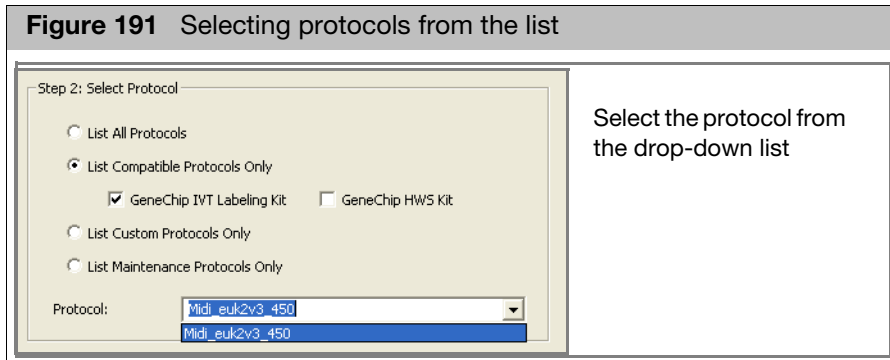 Figure 191 Selecting protocols from the list
Step 2: Select Protocol
List All Protocols
List Compatible Protocols Only
GeneChip IVT Labeling Kit GeneChip HWS Kit
List Custom Protocols Only
List Maintenance Protocols Only
Protocol: Midi_euk2v3_450
Midi_euk2v3_450
Select the protocol from
the drop-down list